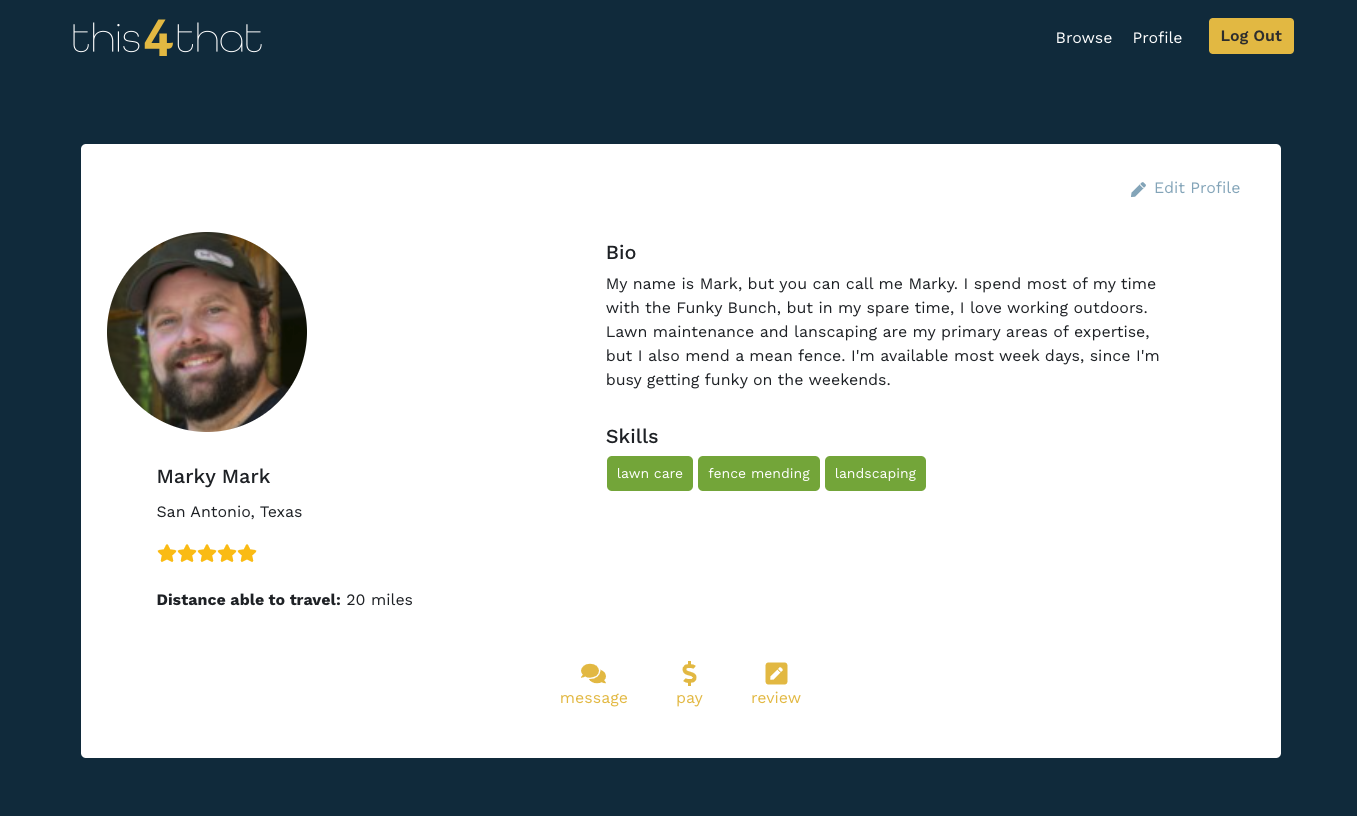 this4that
Browse Profile Log Out
Edit Profile
Marky Mark
San Antonio, Texas
Distance able to travel: 20 miles
Bio
My name is Mark, but you can call me Marky. I spend most of my time
with the Funky Bunch, but in my spare time, I love working outdoors.
Lawn maintenance and lanscaping are my primary areas of expertise,
but I also mend a mean fence. I'm available most week days, since I'm
busy getting funky on the weekends.
Skills
lawn care fence mending landscaping
message pay review